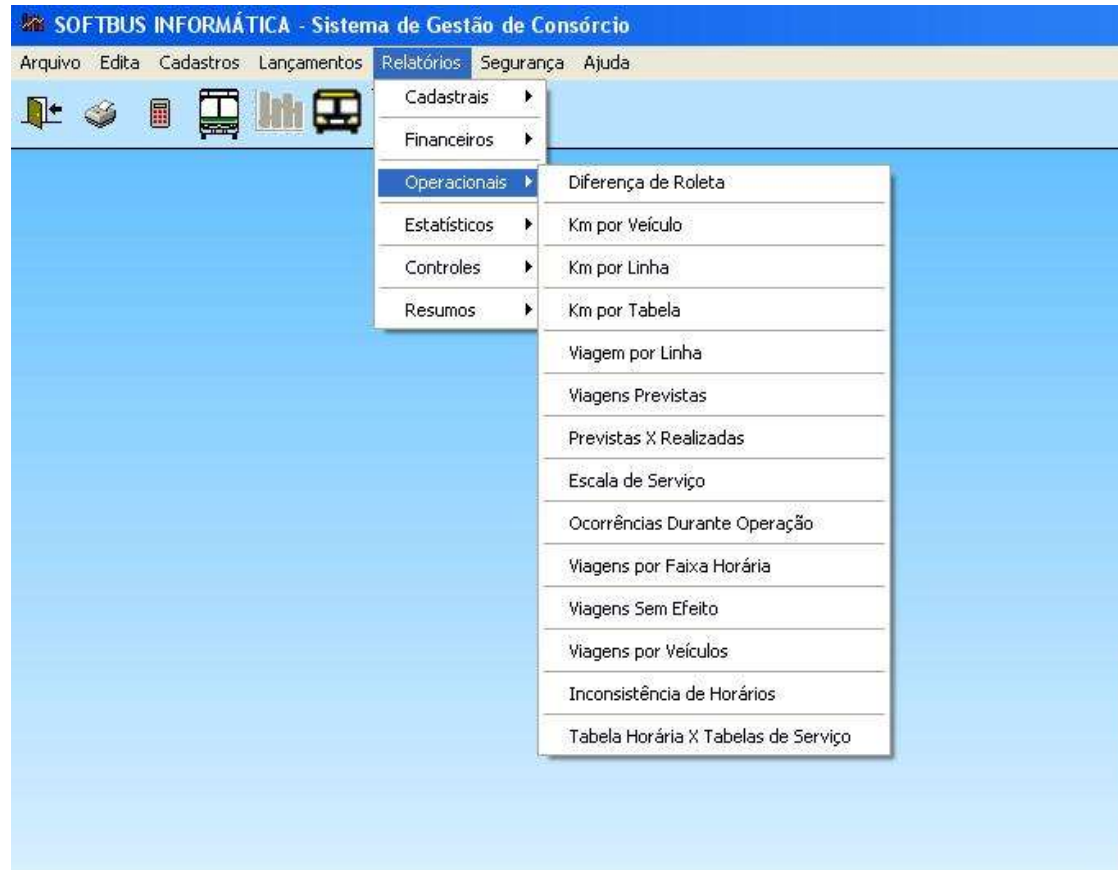 SOFTBUS INFORMÁTICA - Sistema de Gestão de Consórcio
Arquivo Edita Cadastros Lançamentos Relatórios Segurança Ajuda
Cadastrais
Financeiros
Operacionais
Estatísticos
Controles
Resumos
Diferença de Roleta
Km por Veículo
Km por Linha
Km por Tabela
Viagem por Linha
Viagens Previstas
Previstas X Realizadas
Escala de Serviço
Ocorrências Durante Operação
Viagens por Faixa Horária
Viagens Sem Efeito
Viagens por Veículos
Inconsistência de Horários
Tabela Horária X Tabelas de Serviço